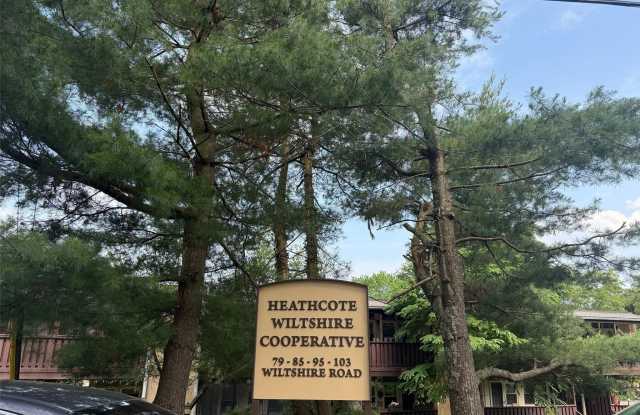 HEATHCOTE
WILTSHIRE
COOPERATIVE
79 - 85 - 95 - 103
WILTSHIRE ROAD